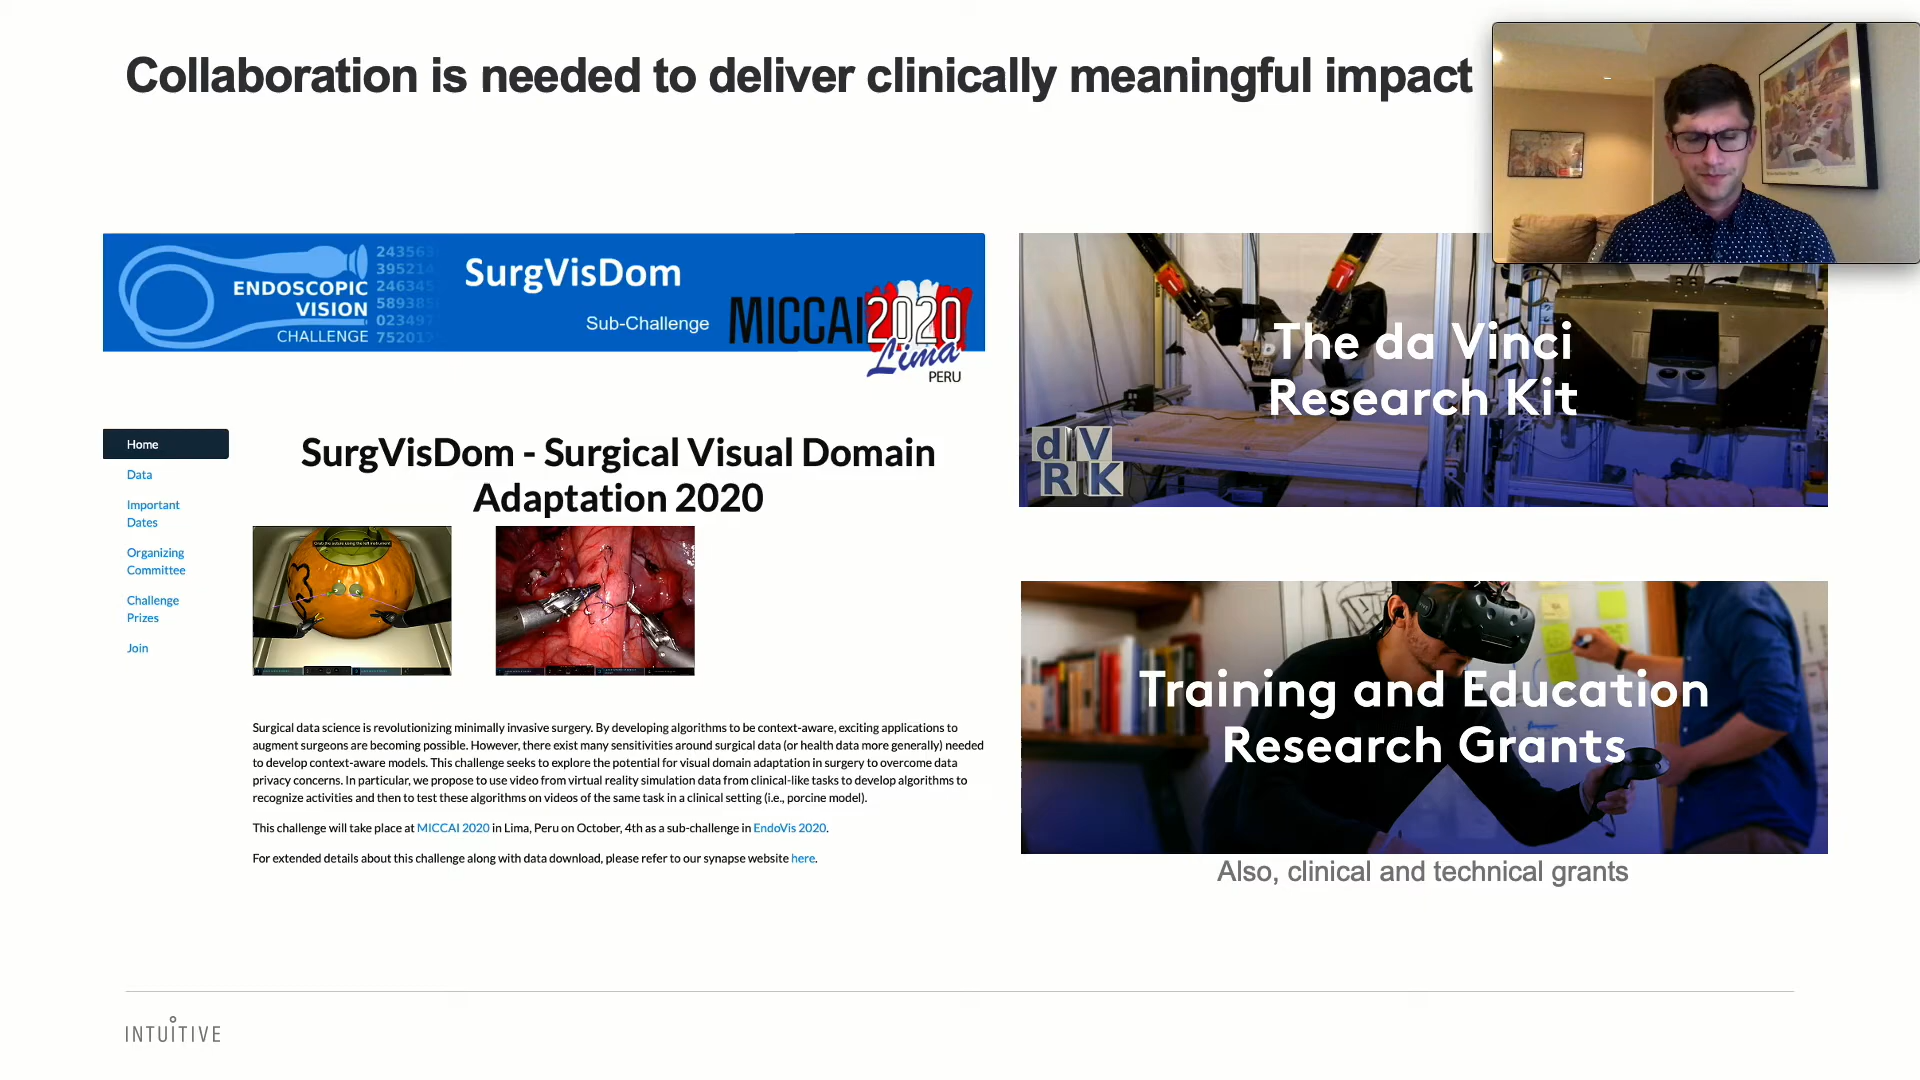 Collaboration is needed to deliver clinically meaningful impact
ENDOSCOPIC
VISION
CHALLENGE
SurgVisDom
Sub-Challenge
MICCAI 2020
Lima
PERU
Home
Data
Important
Dates
Organizing
Committee
Challenge
Prizes
Join
SurgVisDom - Surgical Visual Domain
Adaptation 2020
Grab the suture using the left instrument
Surgical data science is revolutionizing minimally invasive surgery. By developing algorithms to be context-aware, exciting applications to
augment surgeons are becoming possible. However, there exist many sensitivities around surgical data (or health data more generally) needed
to develop context-aware models. This challenge seeks to explore the potential for visual domain adaptation in surgery to overcome data
privacy concerns. In particular, we propose to use video from virtual reality simulation data from clinical-like tasks to develop algorithms to
recognize activities and then to test these algorithms on videos of the same task in a clinical setting (i.e., porcine model).
This challenge will take place at MICCAI 2020 in Lima, Peru on October, 4th as a sub-challenge in EndoVis 2020.
For extended details about this challenge along with data download, please refer to our synapse website here.
The da Vinci
Research Kit
dV
RK
Training and Education
Research Grants
Also, clinical and technical grants
INTUITIVE